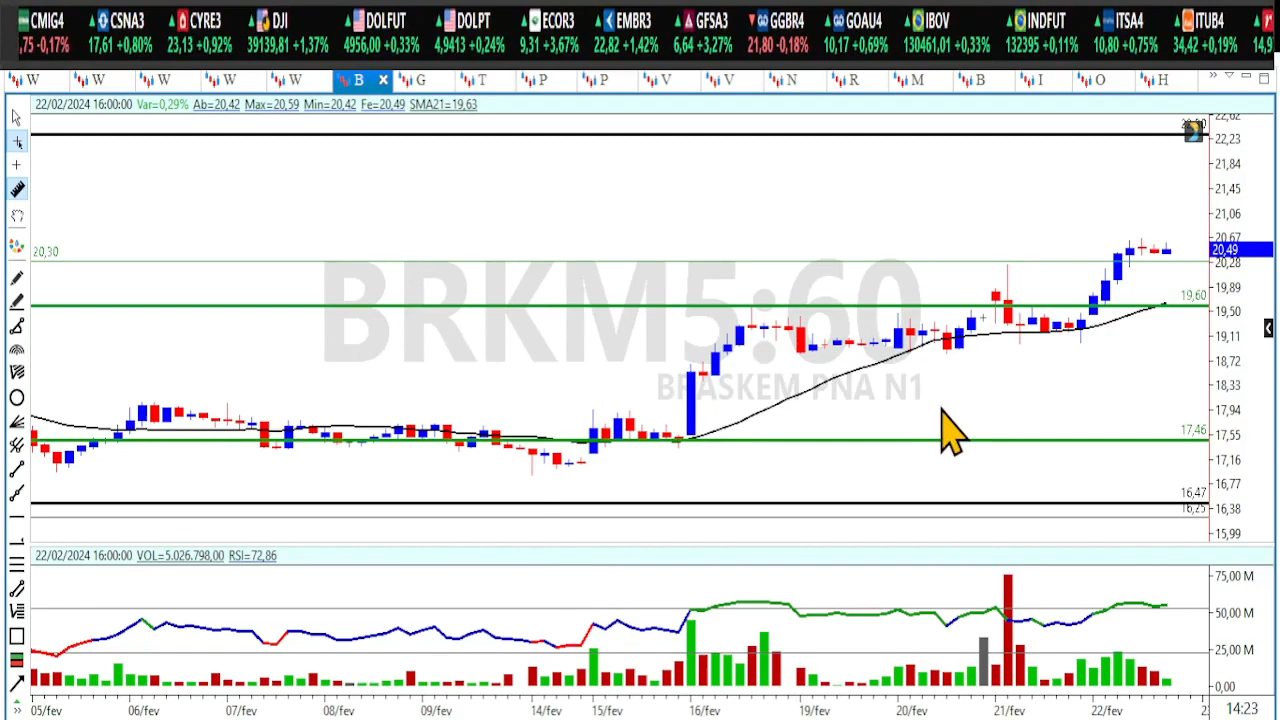 CMIG4 CSNA3 CYRE3 DJI DOLFUT DOLPT ECOR3 EMBR3 GFSA3 GGBR4 GOAU4 IBOV INDFUT ITSA4 ITUB4
,75 -0,17% 17,61 +0,80% 23,13 +0,92% 39139,81 +1,37% 4956,00 +0,33% 4,9413 +0,24% 9,31 +3,67% 22,82 +1,42% 6,64 +3,27% 21,80 -0,18% 10,17 +0,69% 130461,01 +0,33% 132395 +0,11% 10,80 +0,75% 34,42 +0,19% 14,9
W W W W W B G T P P V V N R M B I O H
22/02/2024 16:00:00 Var=0,29% Ab=20,42 Max=20,59 Min=20,42 Fe=20,49 SMA21=19,63
22,62
22,23
21,84
21,45
21,06
20,67
20,30
20,49
20,28
19,89
19,60
19,50
BRKM5:60
19,11
18,72
BRASKEM PNA N1
18,33
17,94
17,46
17,55
17,16
16,77
16,47
16,25
16,38
15,99
22/02/2024 16:00:00 VOL=5.026.798,00 RSI=72,86
75,00 M
50,00 M
25,00 M
0,00
05/fev 06/fev 07/fev 08/fev 09/fev 14/fev 15/fev 16/fev 19/fev 20/fev 21/fev 22/fev
14:23